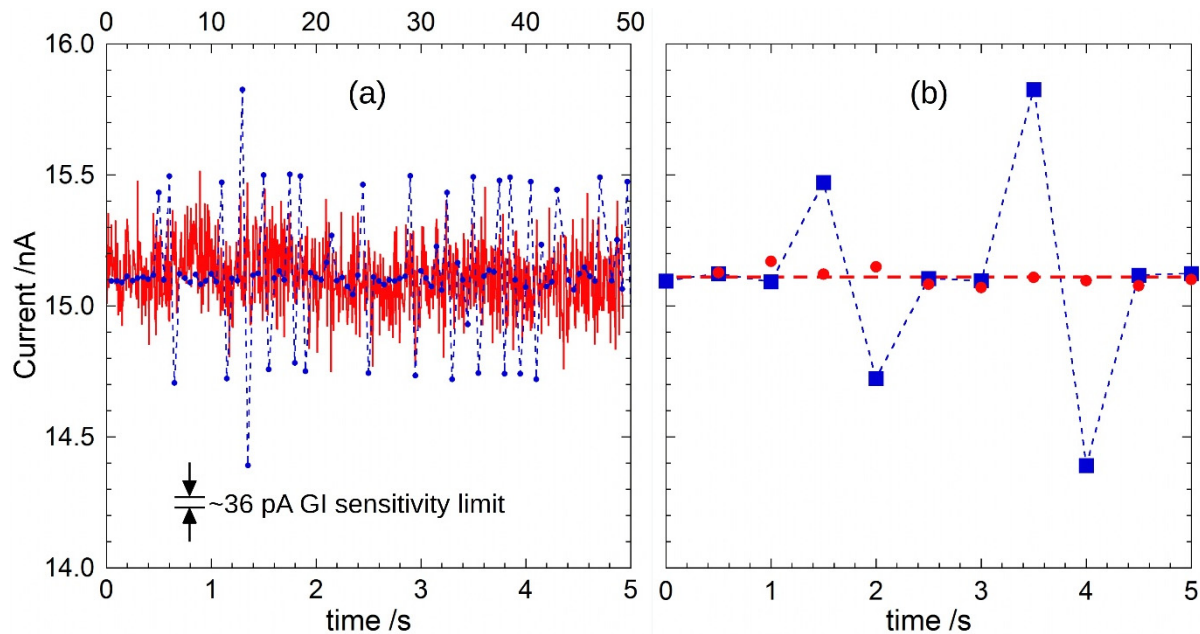 0 10 20 30 40 50
(a)
(b)
16.0
15.5
15.0
14.5
14.0
Current /nA
~36 pA GI sensitivity limit
0 1 2 3 4 5
0 1 2 3 4 5
time /s
time /s